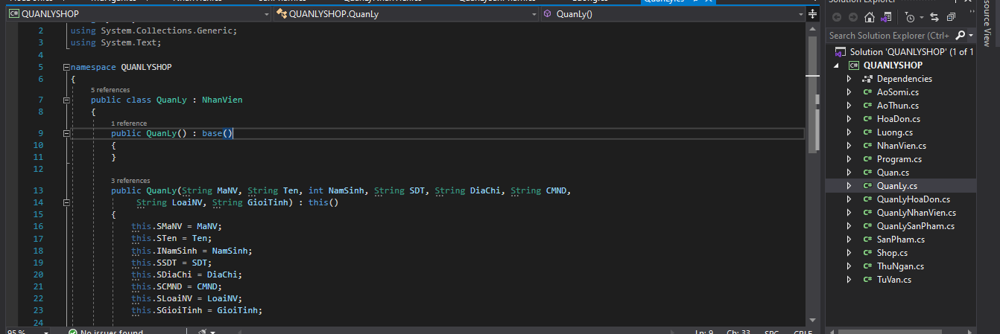 QuanLy.cs
Solution Explorer
QUANLYSHOP
QUANLYSHOP.QuanLy
QuanLy()
2 using System.Collections.Generic;
3 using System.Text;
4
5 namespace QUANLYSHOP
6 {
5 references
7 public class QuanLy : NhanVien
8 {
1 reference
9 public QuanLy() : base()
10 {
11 }
12
3 references
13 public QuanLy(String MaNV, String Ten, int NamSinh, String SDT, String DiaChi, String CMND,
14 String LoaiNV, String GioiTinh) : this()
15 {
16 this.SMaNV = MaNV;
17 this.STen = Ten;
18 this.INamSinh = NamSinh;
19 this.SSDT = SDT;
20 this.SDiaChi = DiaChi;
21 this.SCMND = CMND;
22 this.SLoaiNV = LoaiNV;
23 this.SGioiTinh = GioiTinh;
24
95 %
No issues found
Ln: 9 Ch: 33 SPC CRLF
Search Solution Explorer (Ctrl+
Solution 'QUANLYSHOP' (1 of 1
C# QUANLYSHOP
Dependencies
C# AoSomi.cs
C# AoThun.cs
C# HoaDon.cs
C# Luong.cs
C# NhanVien.cs
C# Program.cs
C# Quan.cs
C# QuanLy.cs
C# QuanLyHoaDon.cs
C# QuanLyNhanVien.cs
C# QuanLySanPham.cs
C# SanPham.cs
C# Shop.cs
C# ThuNgan.cs
C# TuVan.cs
source View